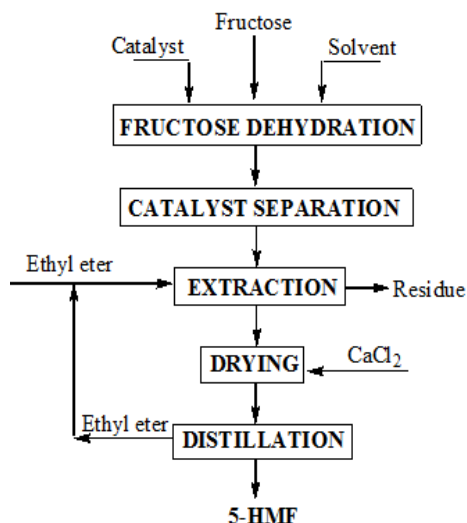 Fructose
Catalyst
Solvent
FRUCTOSE DEHYDRATION
CATALYST SEPARATION
Ethyl eter
EXTRACTION
Residue
DRYING
CaCl₂
Ethyl eter
DISTILLATION
5-HMF